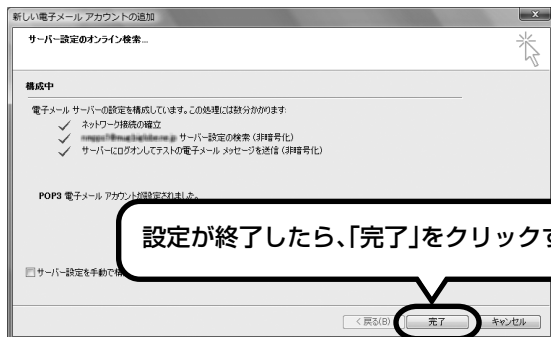 新しい電子メール アカウントの追加
サーバー設定のオンライン検索...
構成中
電子メール サーバーの設定を構成しています。この処理には数分かかります:
ネットワーク接続の確立
サーバー設定の検索 (非暗号化)
サーバーにログオンしてテストの電子メール メッセージを送信 (非暗号化)
POP3 電子メール アカウントが設定されました。
設定が終了したら、「完了」をクリックす
サーバー設定を手動で
< 戻る(B)
完了
キャンセル